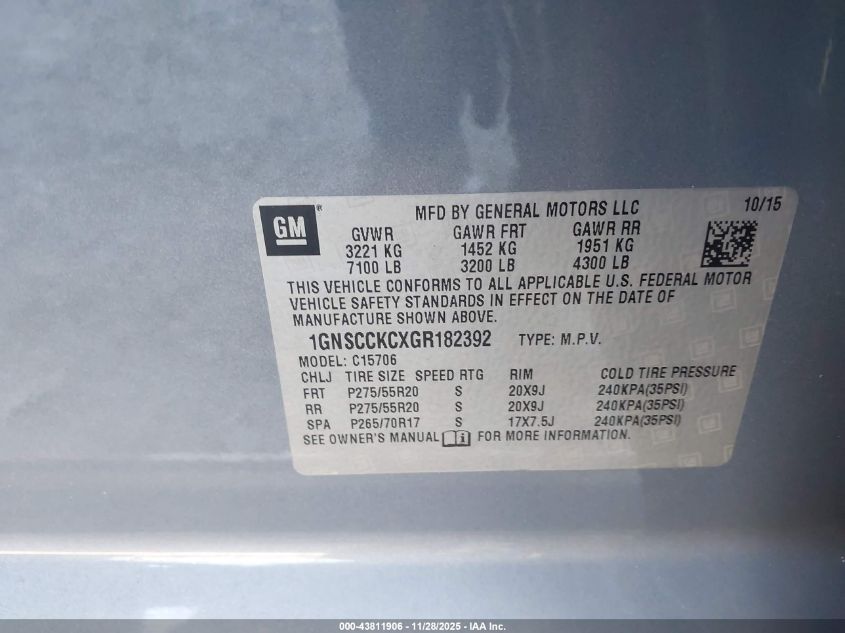 GM ®
MFD BY GENERAL MOTORS LLC 10/15
GVWR GAWR FRT GAWR RR
3221 KG 1452 KG 1951 KG
7100 LB 3200 LB 4300 LB
THIS VEHICLE CONFORMS TO ALL APPLICABLE U.S. FEDERAL MOTOR
VEHICLE SAFETY STANDARDS IN EFFECT ON THE DATE OF
MANUFACTURE SHOWN ABOVE.
1GNSCCKCXGR182392 TYPE: M.P.V.
MODEL: C15706
CHLJ TIRE SIZE SPEED RTG RIM COLD TIRE PRESSURE
FRT P275/55R20 S 20X9J 240KPA(35PSI)
RR P275/55R20 S 20X9J 240KPA(35PSI)
SPA P265/70R17 S 17X7.5J 240KPA(35PSI)
SEE OWNER'S MANUAL FOR MORE INFORMATION.
000-43811906 - 11/28/2025 - IAA Inc.